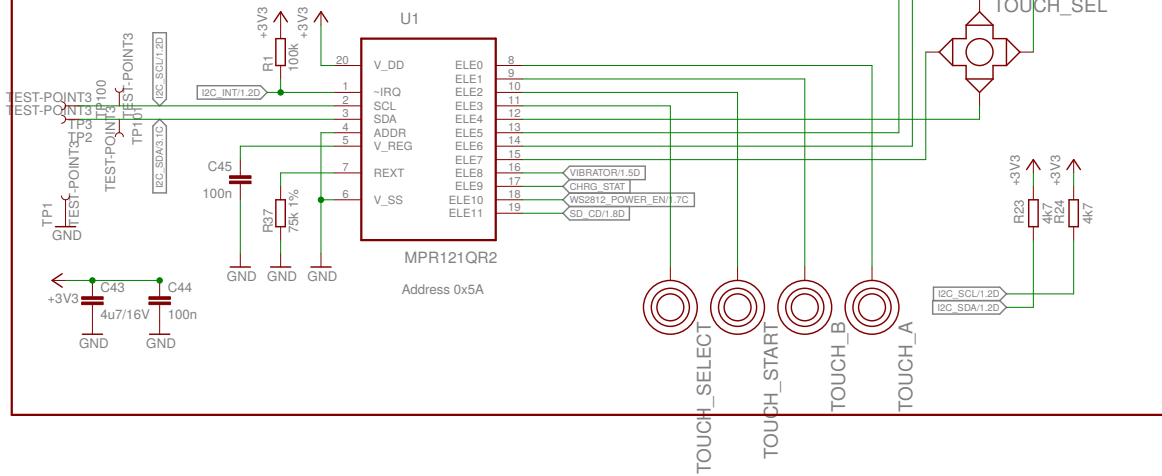 TOUCH_SEL
U1
+3V3
+3V3
R1
100k
20
V_DD
ELE0
8
ELE1
9
I2C_INT/1.2D
1
~IRQ
ELE2
10
2
SCL
ELE3
11
3
SDA
ELE4
12
4
ADDR
ELE5
13
5
V_REG
ELE6
14
ELE7
15
7
REXT
ELE8
16
VIBRATOR/1.5D
ELE9
17
CHRG_STAT
6
V_SS
ELE10
18
WS2812_POWER_EN/1.7C
ELE11
19
SD_CD/1.8D
MPR121QR2
Address 0x5A
TEST-POINT3
TEST-POINT3
TP3
TP2
TP100
TEST-POINT3
TEST-POINT3
TP101
I2C_SCL/1.2D
I2C_SDA/3.1C
TP1
TEST-POINT3
GND
C45
100n
R37
75k 1%
GND
GND
GND
+3V3
C43
4u7/16V
C44
100n
GND
GND
+3V3
+3V3
R23
4k7
R24
4k7
I2C_SCL/1.2D
I2C_SDA/1.2D
TOUCH_SELECT
TOUCH_START
TOUCH_B
TOUCH_A